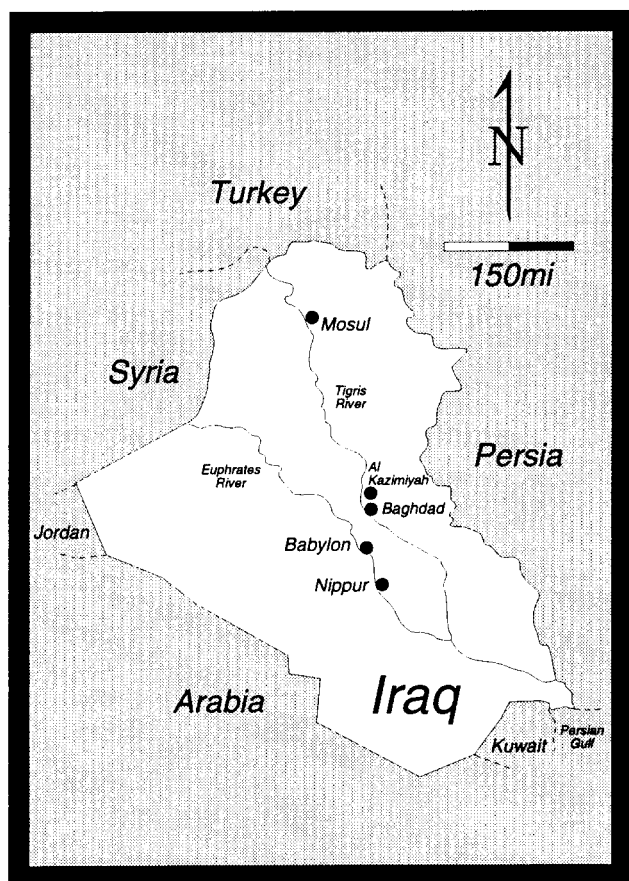 N
Turkey
150mi
Mosul
Syria
Tigris
River
Al
Kazimiyah
Persia
Euphrates
River
Baghdad
Jordan
Babylon
Nippur
Arabia
Iraq
Kuwait
Persian
Gulf